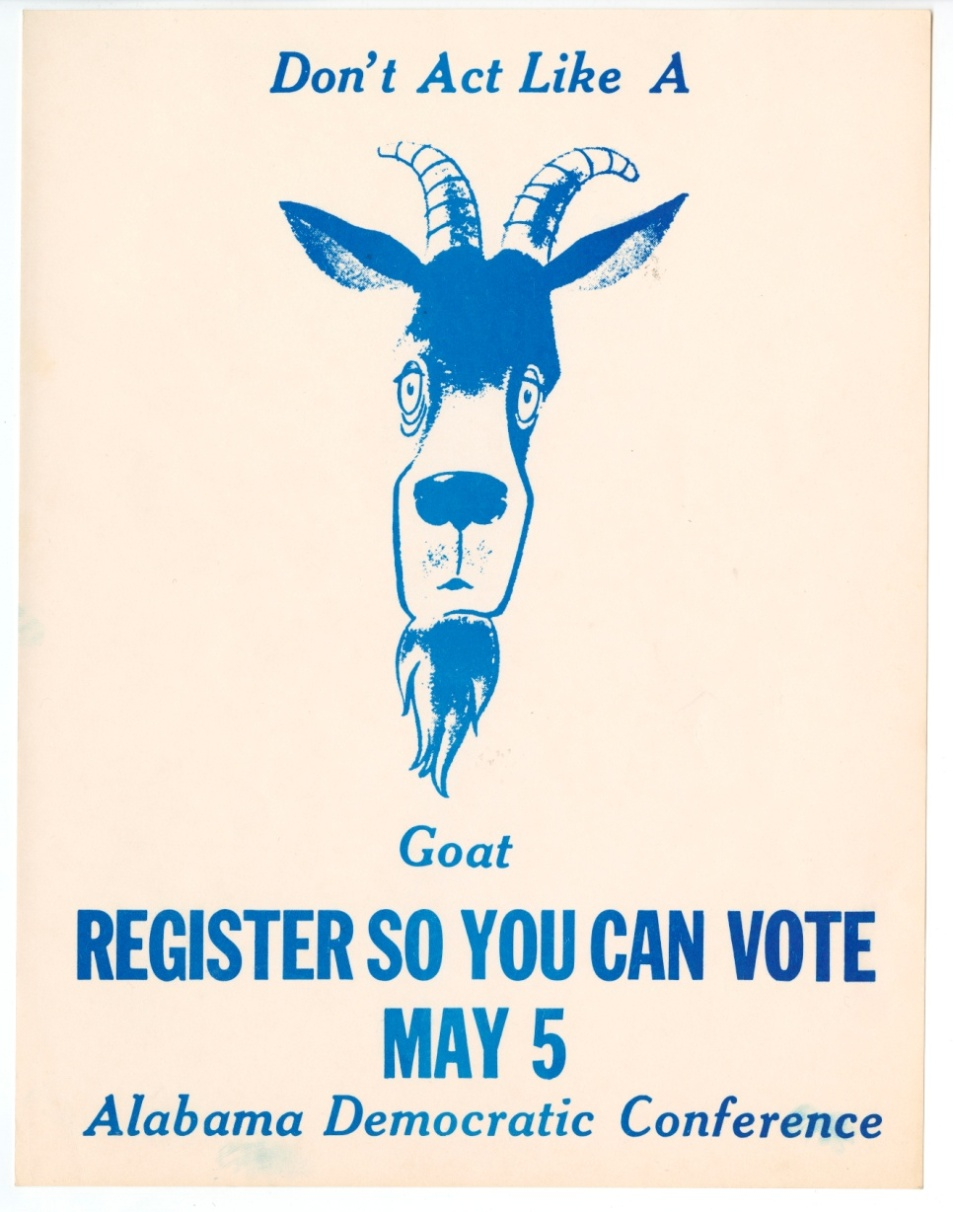 Don't Act Like A
Goat
REGISTER SO YOU CAN VOTE
MAY 5
Alabama Democratic Conference